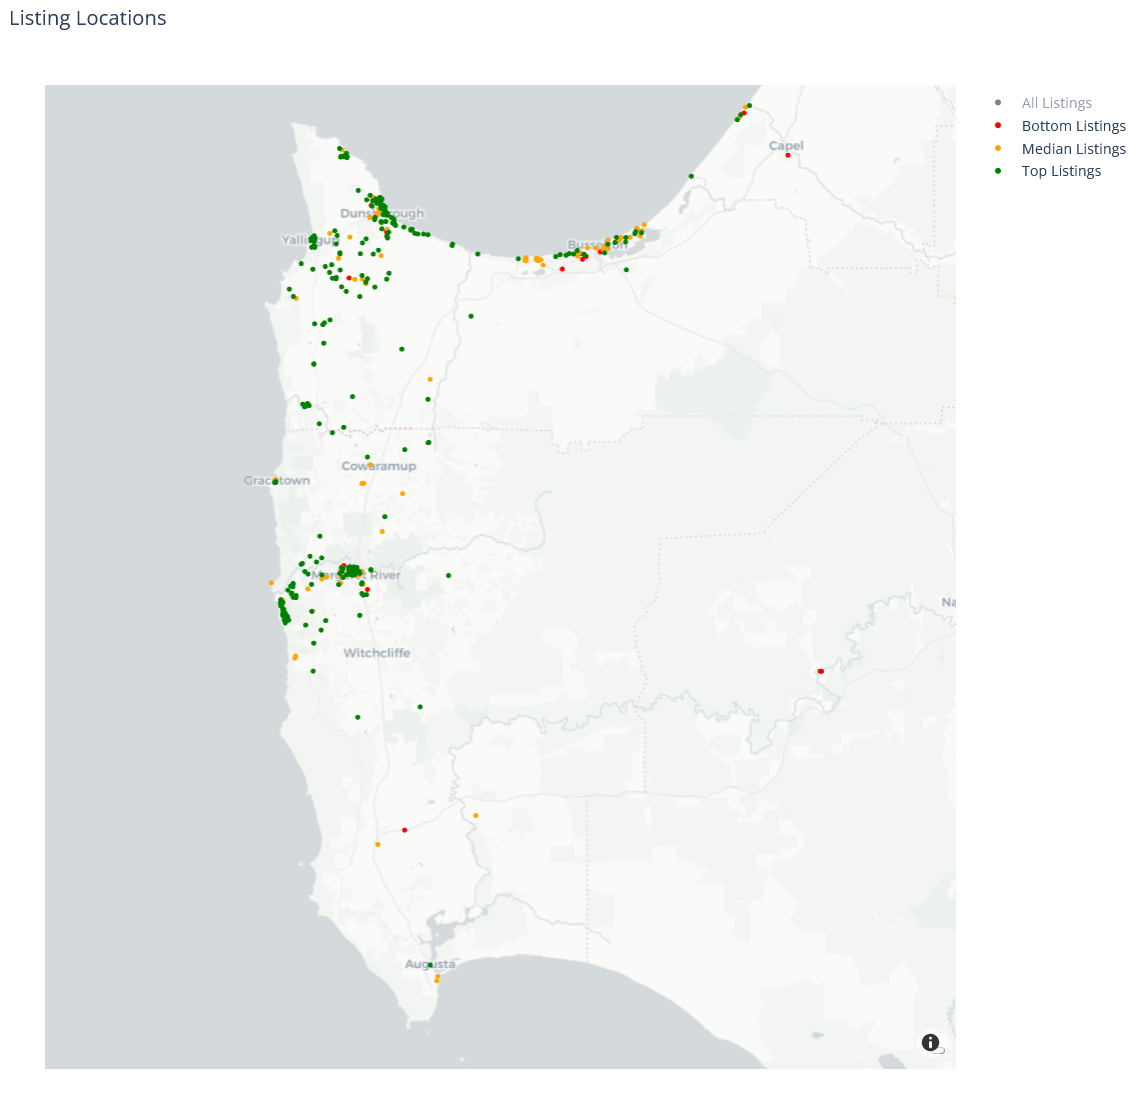 Listing Locations
All Listings
Bottom Listings
Median Listings
Top Listings
Capel
Dunsborough
Yallingup
Busselton
Cowaramup
Gracetown
Margaret River
Na
Witchcliffe
Augusta